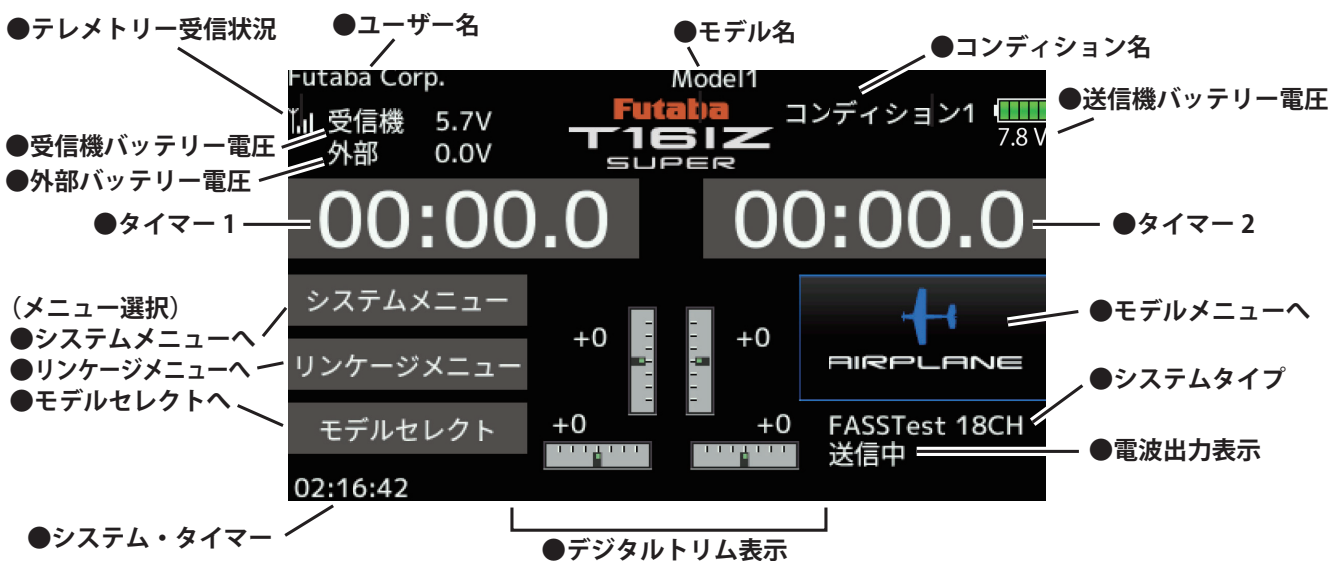 ●テレメトリー受信状況
●ユーザー名
●モデル名
●コンディション名
Futaba Corp.
Model1
●送信機バッテリー電圧
受信機 5.7V
Futaba
コンディション1
T16IZ
7.8 V
●受信機バッテリー電圧
外部 0.0V
SUPER
●外部バッテリー電圧
●タイマー 1
00:00.0
00:00.0
●タイマー 2
(メニュー選択)
システムメニュー
●システムメニューへ
●モデルメニューへ
+0
+0
リンケージメニュー
AIRPLANE
●リンケージメニューへ
●システムタイプ
●モデルセレクトへ
モデルセレクト
+0
+0
FASSTest 18CH
送信中
●電波出力表示
02:16:42
●システム・タイマー
●デジタルトリム表示